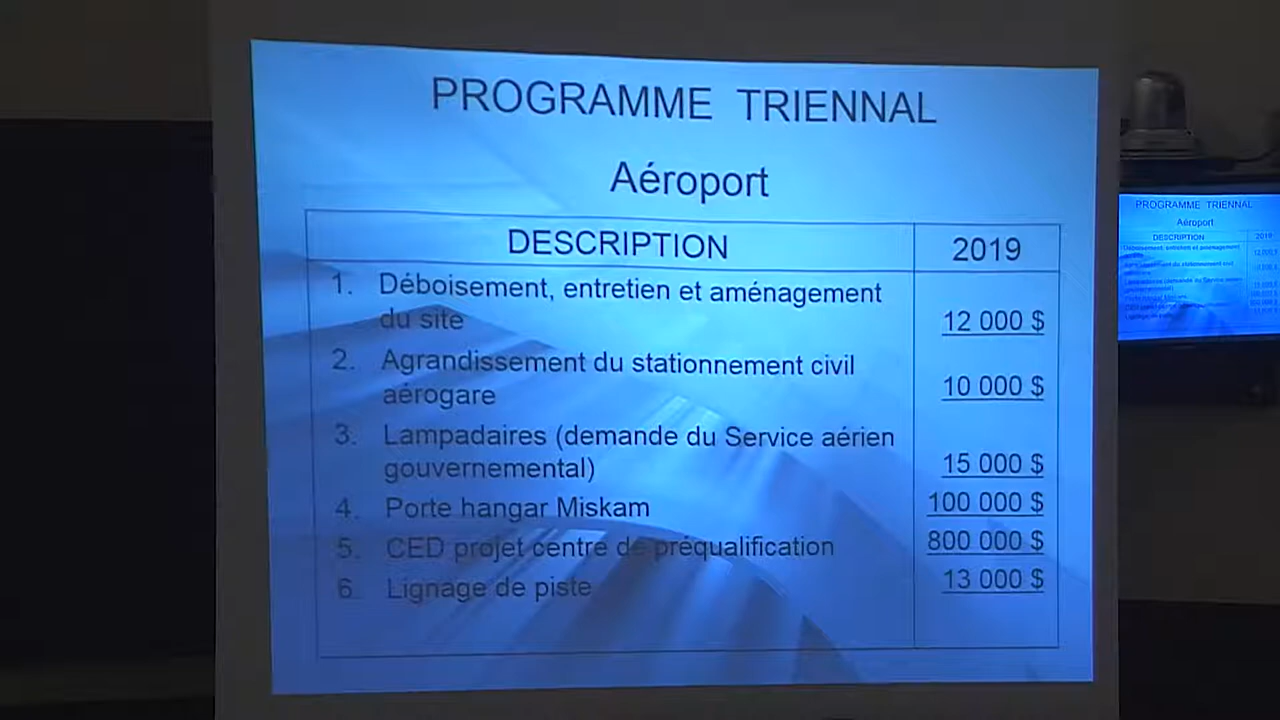 PROGRAMME TRIENNAL
Aéroport
DESCRIPTION 2019
1. Déboisement, entretien et aménagement
du site 12 000 $
2. Agrandissement du stationnement civil
aérogare 10 000 $
3. Lampadaires (demande du Service aérien
gouvernemental) 15 000 $
4. Porte hangar Miskam 100 000 $
5. CED projet centre de préqualification 800 000 $
6. Lignage de piste 13 000 $
PROGRAMME TRIENNAL
Aéroport
DESCRIPTION 2019